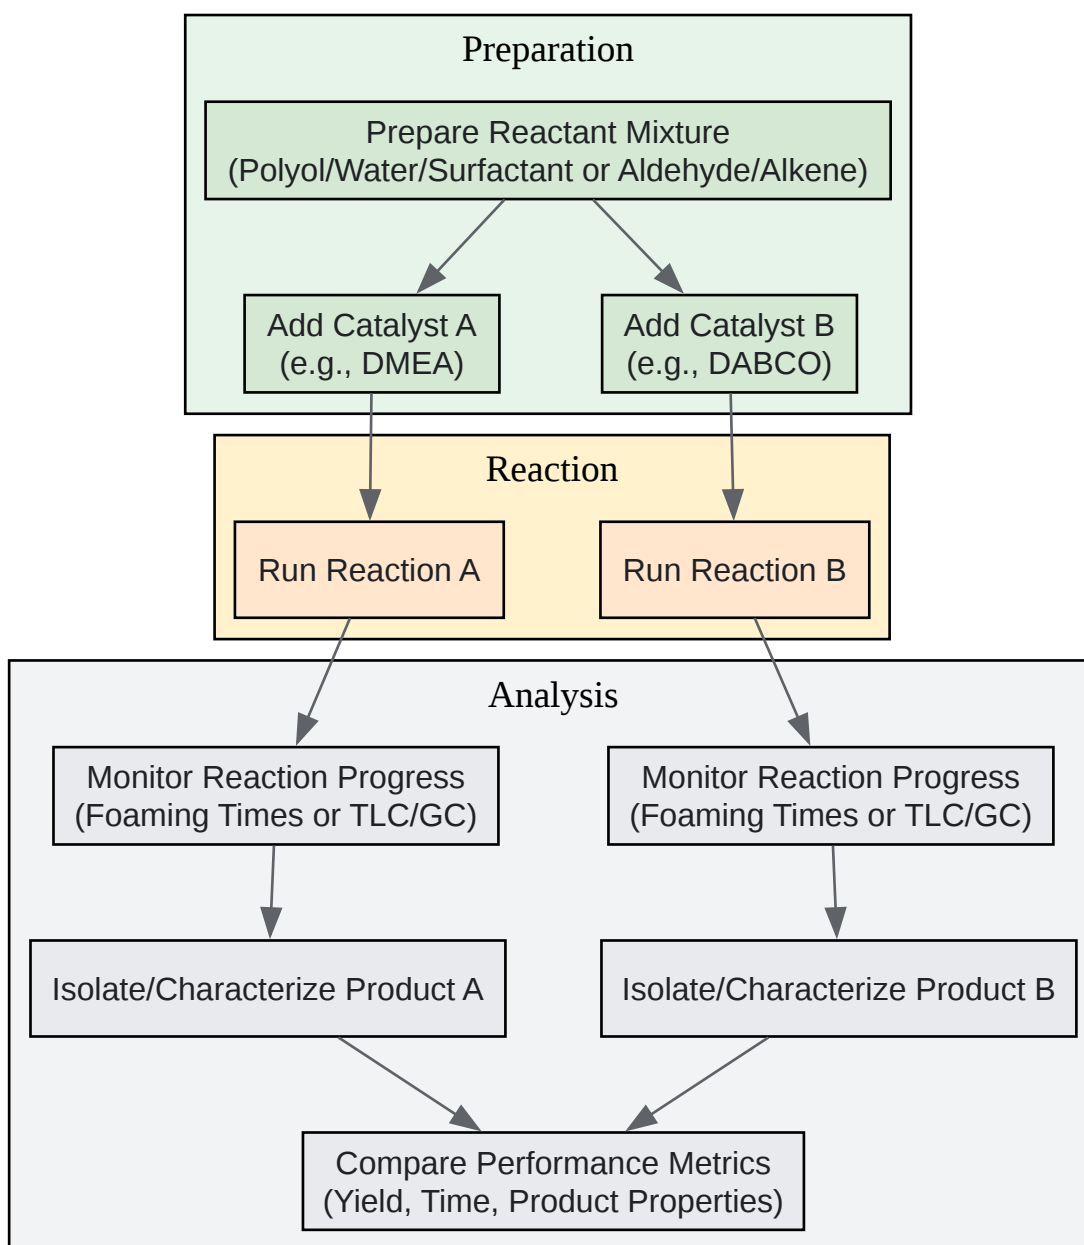 Preparation
Prepare Reactant Mixture
(Polyol/Water/Surfactant or Aldehyde/Alkene)
Add Catalyst A
(e.g., DMEA)
Add Catalyst B
(e.g., DABCO)
Reaction
Run Reaction A
Run Reaction B
Analysis
Monitor Reaction Progress
(Foaming Times or TLC/GC)
Monitor Reaction Progress
(Foaming Times or TLC/GC)
Isolate/Characterize Product A
Isolate/Characterize Product B
Compare Performance Metrics
(Yield, Time, Product Properties)